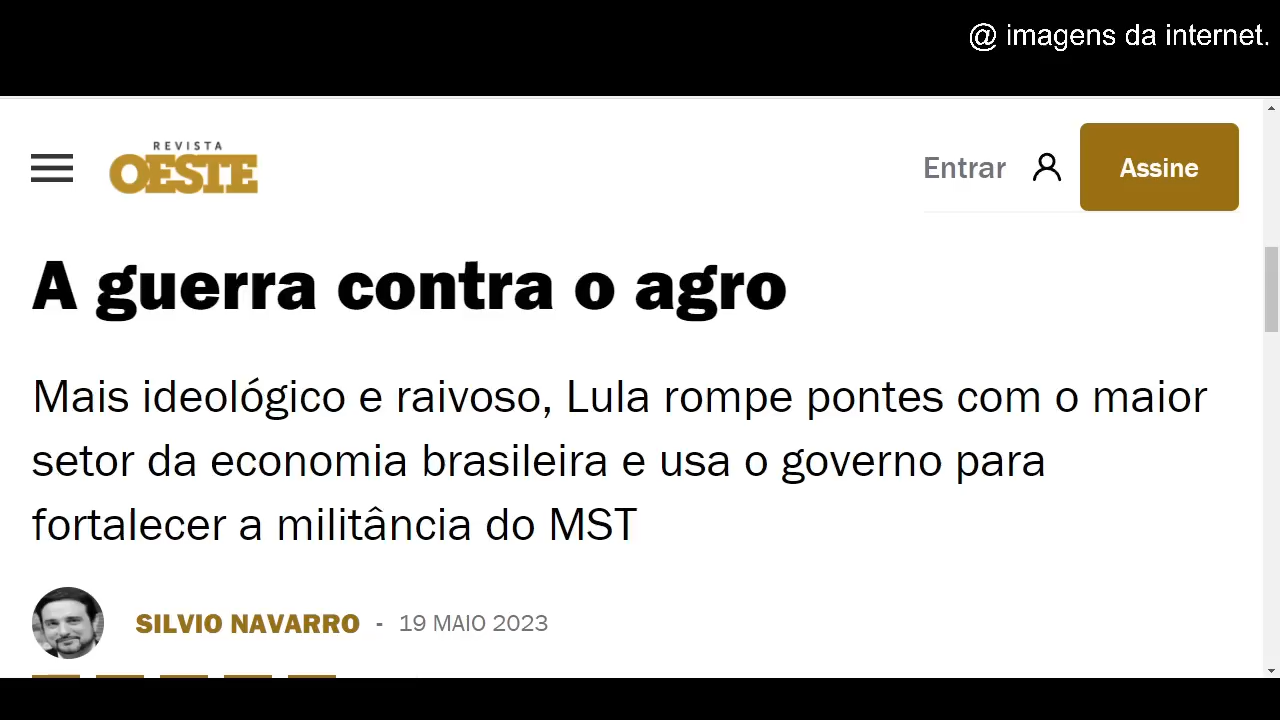 @ imagens da internet.
REVISTA
OESTE
Entrar
Assine
A guerra contra o agro
Mais ideológico e raivoso, Lula rompe pontes com o maior
setor da economia brasileira e usa o governo para
fortalecer a militância do MST
SILVIO NAVARRO - 19 MAIO 2023